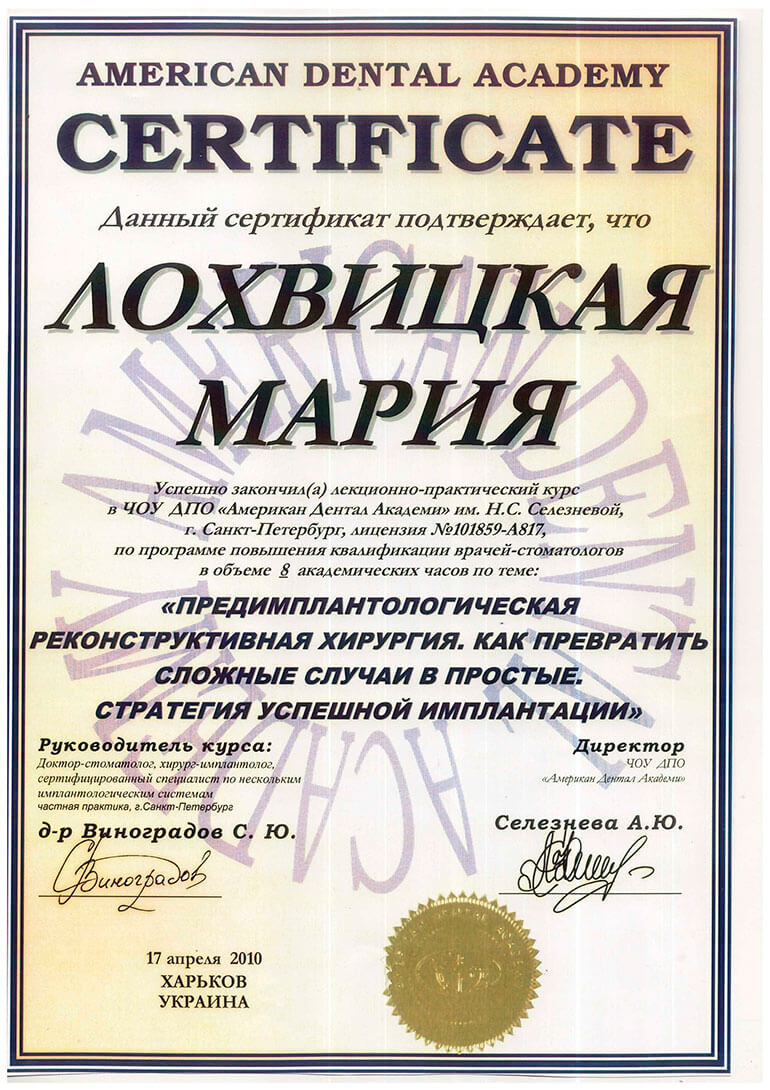 AMERICAN DENTAL ACADEMY
CERTIFICATE
Данный сертификат подтверждает, что
ЛОХВИЦКАЯ
МАРИЯ
Успешно закончил(а) лекционно-практический курс
в ЧОУ ДПО «Американ Дентал Академи» им. Н.С. Селезневой,
г. Санкт-Петербург, лицензия №101859-А817,
по программе повышения квалификации врачей-стоматологов
в объеме 8 академических часов по теме:
«ПРЕДИМПЛАНТОЛОГИЧЕСКАЯ
РЕКОНСТРУКТИВНАЯ ХИРУРГИЯ. КАК ПРЕВРАТИТЬ
СЛОЖНЫЕ СЛУЧАИ В ПРОСТЫЕ.
СТРАТЕГИЯ УСПЕШНОЙ ИМПЛАНТАЦИИ»
Руководитель курса:
Доктор-стоматолог, хирург-имплантолог,
сертифицированный специалист по нескольким
имплантологическим системам
частная практика, г.Санкт-Петербург
д-р Виноградов С. Ю.
СВиноградов
Директор
ЧОУ ДПО
«Американ Дентал Академи»
Селезнева А.Ю.
17 апреля 2010
ХАРЬКОВ
УКРАИНА
AMERICAN DENTAL ACADEMY